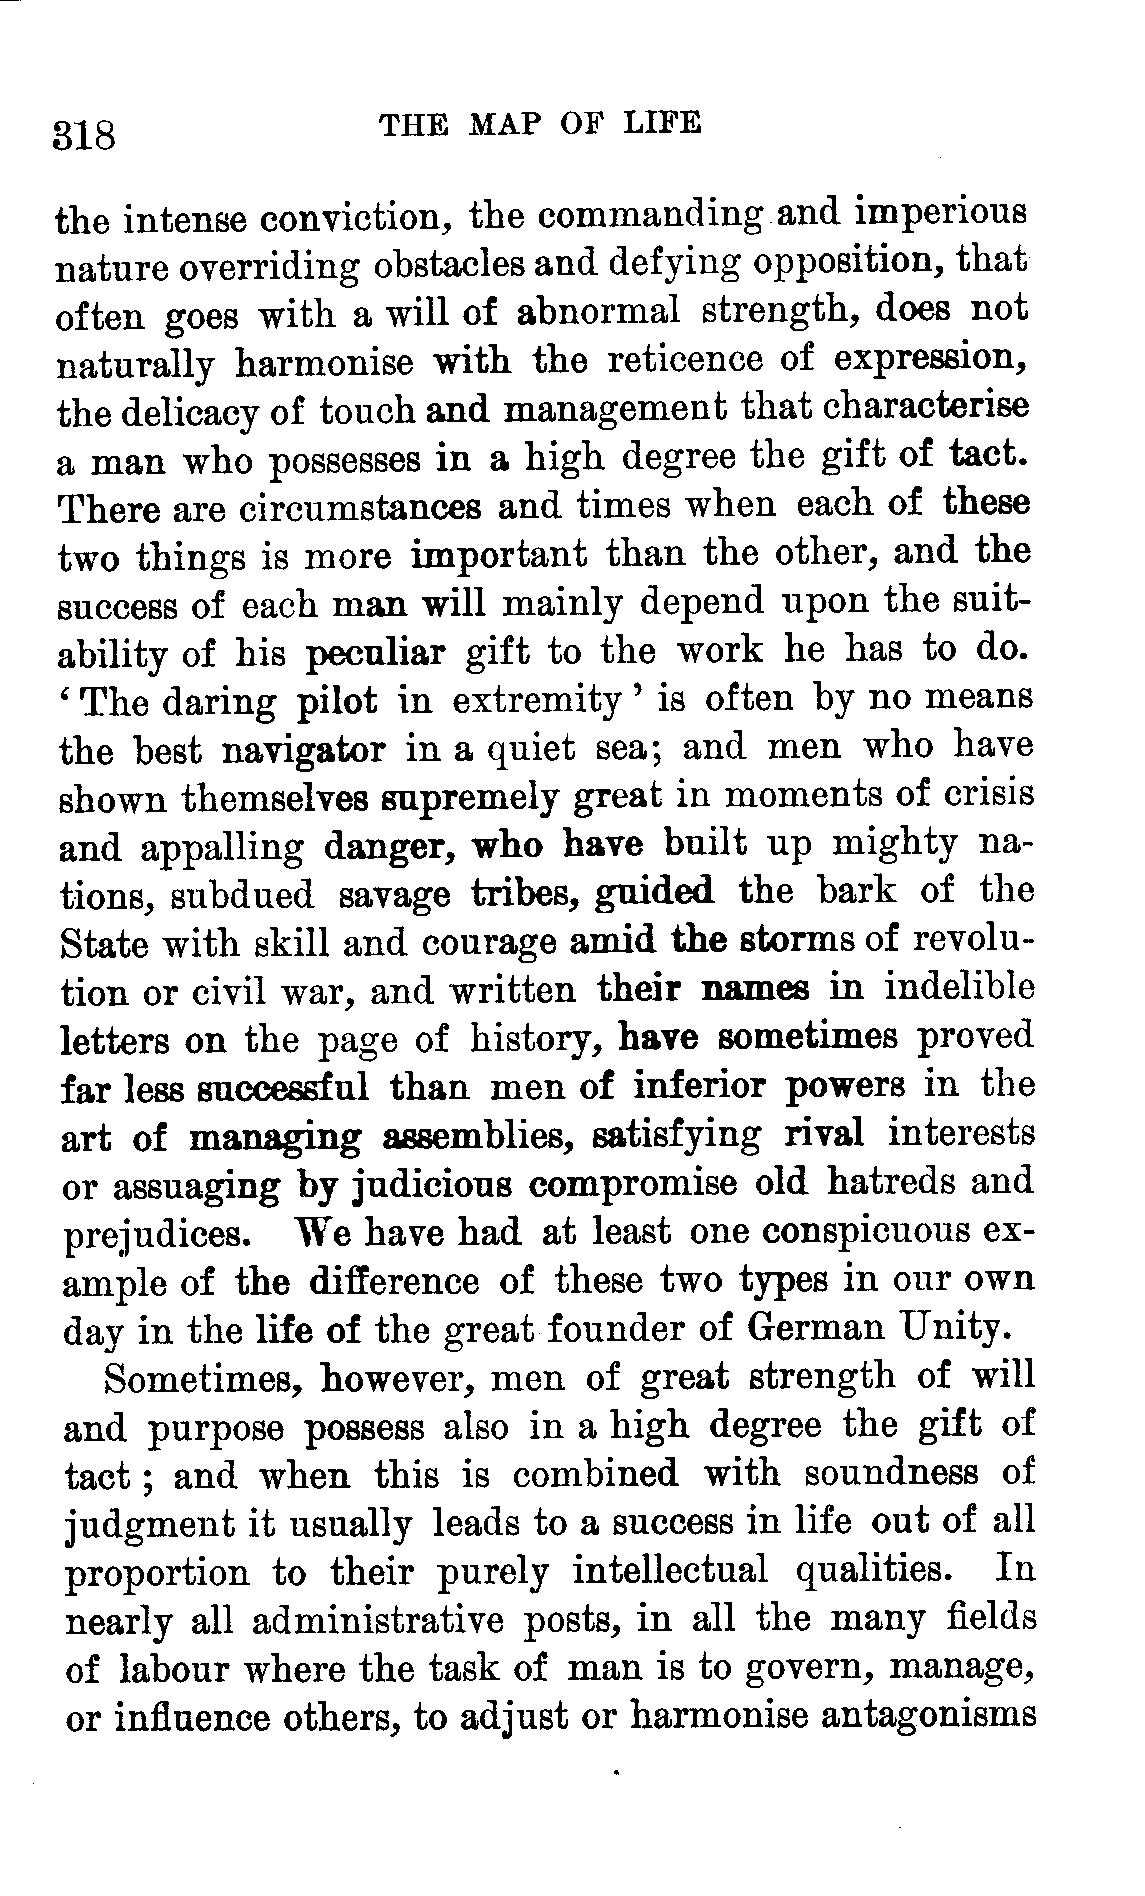 318 THE MAP OF LIFE
the intense conviction, the commanding and imperious
nature overriding obstacles and defying opposition, that
often goes with a will of abnormal strength, does not
naturally harmonise with the reticence of expression,
the delicacy of touch and management that characterise
a man who possesses in a high degree the gift of tact.
There are circumstances and times when each of these
two things is more important than the other, and the
success of each man will mainly depend upon the suit-
ability of his peculiar gift to the work he has to do.
‘ The daring pilot in extremity ’ is often by no means
the best navigator in a quiet sea; and men who have
shown themselves supremely great in moments of crisis
and appalling danger, who have built up mighty na-
tions, subdued savage tribes, guided the bark of the
State with skill and courage amid the storms of revolu-
tion or civil war, and written their names in indelible
letters on the page of history, have sometimes proved
far less successful than men of inferior powers in the
art of managing assemblies, satisfying rival interests
or assuaging by judicious compromise old hatreds and
prejudices. We have had at least one conspicuous ex-
ample of the difference of these two types in our own
day in the life of the great founder of German Unity.
Sometimes, however, men of great strength of will
and purpose possess also in a high degree the gift of
tact ; and when this is combined with soundness of
judgment it usually leads to a success in life out of all
proportion to their purely intellectual qualities. In
nearly all administrative posts, in all the many fields
of labour where the task of man is to govern, manage,
or influence others, to adjust or harmonise antagonisms